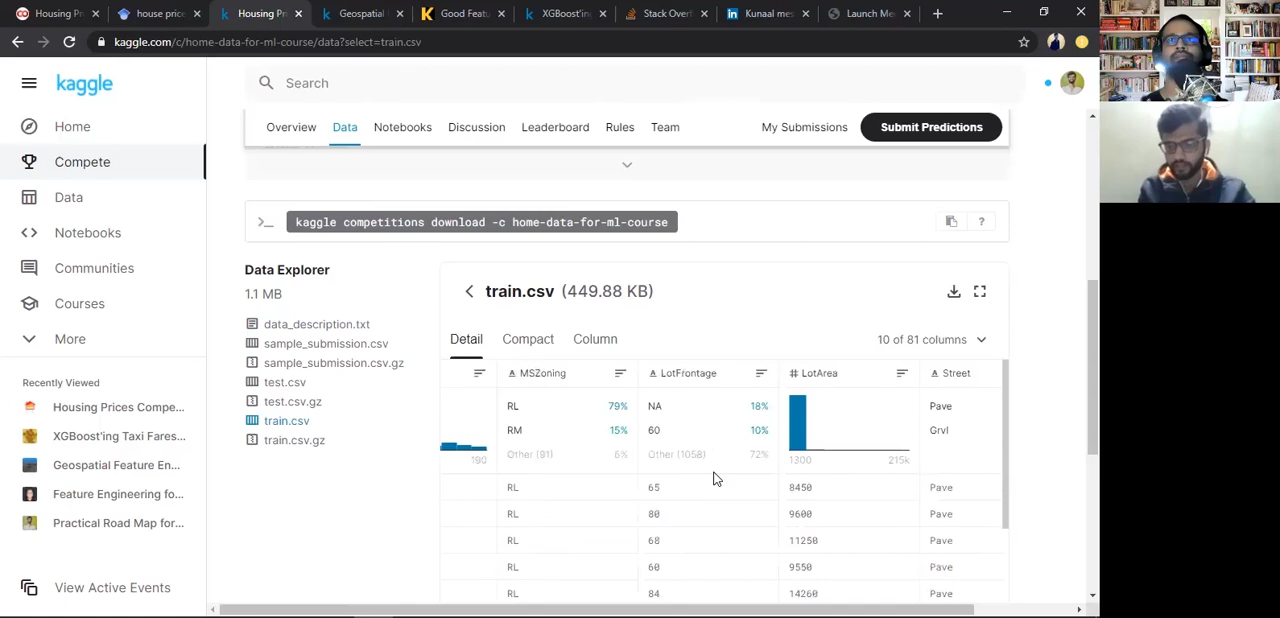 Housing Pr
house price
Housing Pr
Geospatial
Good Featu
XGBoost'ing
Stack Overf
Kunaal mes
Launch Me
kaggle.com/c/home-data-for-ml-course/data?select=train.csv
kaggle
Search
Home
Compete
Data
Notebooks
Communities
Courses
More
Recently Viewed
Housing Prices Compe...
XGBoost'ing Taxi Fares...
Geospatial Feature En...
Feature Engineering fo...
Practical Road Map for...
View Active Events
Overview Data Notebooks Discussion Leaderboard Rules Team My Submissions Submit Predictions
>_ kaggle competitions download -c home-data-for-ml-course ?
Data Explorer
1.1 MB
data_description.txt
sample_submission.csv
sample_submission.csv.gz
test.csv
test.csv.gz
train.csv
train.csv.gz
train.csv (449.88 KB)
Detail Compact Column 10 of 81 columns
A MSZoning A LotFrontage # LotArea A Street
RL 79% NA 18% Pave
RM 15% 60 10% Grvl
190 Other (91) 6% Other (1058) 72% 1300 215k
RL 65 8450 Pave
RL 80 9600 Pave
RL 68 11250 Pave
RL 60 9550 Pave
RL 84 14260 Pave